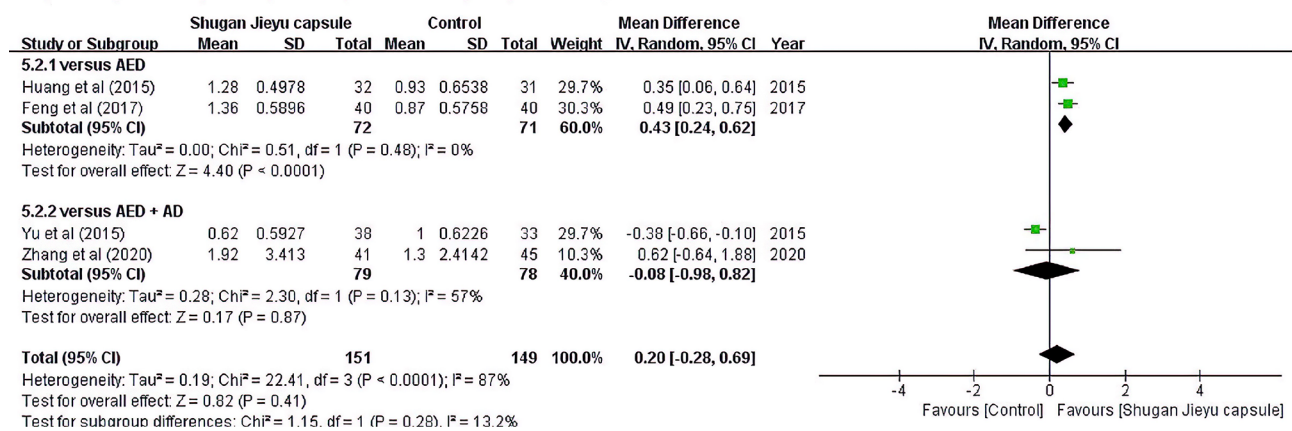 Shugan Jieyu capsule Control Mean Difference Mean Difference
Study or Subgroup Mean SD Total Mean SD Total Weight IV, Random, 95% CI Year IV, Random, 95% CI
5.2.1 versus AED
Huang et al (2015) 1.28 0.4978 32 0.93 0.6538 31 29.7% 0.35 [0.06, 0.64] 2015
Feng et al (2017) 1.36 0.5896 40 0.87 0.5758 40 30.3% 0.49 [0.23, 0.75] 2017
Subtotal (95% CI) 72 71 60.0% 0.43 [0.24, 0.62]
Heterogeneity: Tau² = 0.00; Chi² = 0.51, df = 1 (P = 0.48); I² = 0%
Test for overall effect: Z = 4.40 (P < 0.0001)
5.2.2 versus AED + AD
Yu et al (2015) 0.62 0.5927 38 1 0.6226 33 29.7% -0.38 [-0.66, -0.10] 2015
Zhang et al (2020) 1.92 3.413 41 1.3 2.4142 45 10.3% 0.62 [-0.64, 1.88] 2020
Subtotal (95% CI) 79 78 40.0% -0.08 [-0.98, 0.82]
Heterogeneity: Tau² = 0.28; Chi² = 2.30, df = 1 (P = 0.13); I² = 57%
Test for overall effect: Z = 0.17 (P = 0.87)
Total (95% CI) 151 149 100.0% 0.20 [-0.28, 0.69]
Heterogeneity: Tau² = 0.19; Chi² = 22.41, df = 3 (P < 0.0001); I² = 87%
Test for overall effect: Z = 0.82 (P = 0.41)
Test for subgroup differences: Chi² = 1.15, df = 1 (P = 0.28), I² = 13.2%
-4 -2 0 2 4
Favours [Control] Favours [Shugan Jieyu capsule]